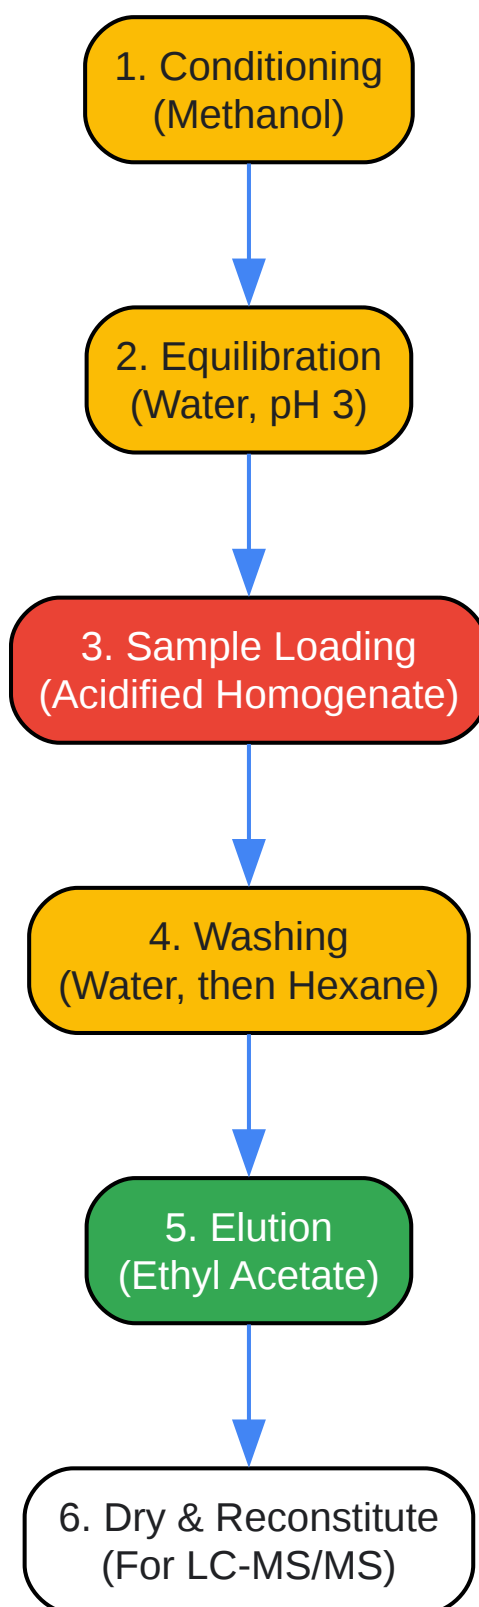 1. Conditioning
(Methanol)
2. Equilibration
(Water, pH 3)
3. Sample Loading
(Acidified Homogenate)
4. Washing
(Water, then Hexane)
5. Elution
(Ethyl Acetate)
6. Dry & Reconstitute
(For LC-MS/MS)